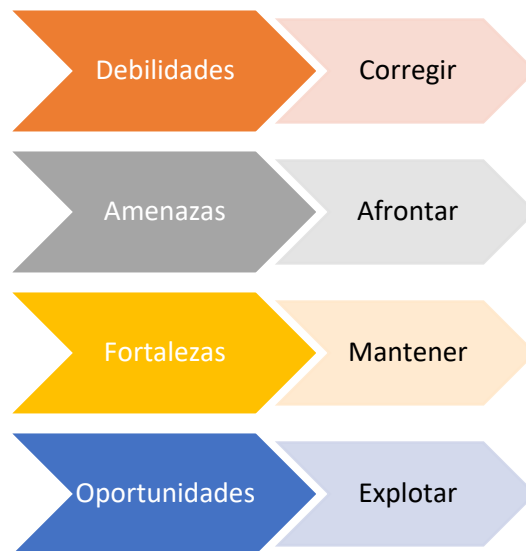 Debilidades
Corregir
Amenazas
Afrontar
Fortalezas
Mantener
Oportunidades
Explotar